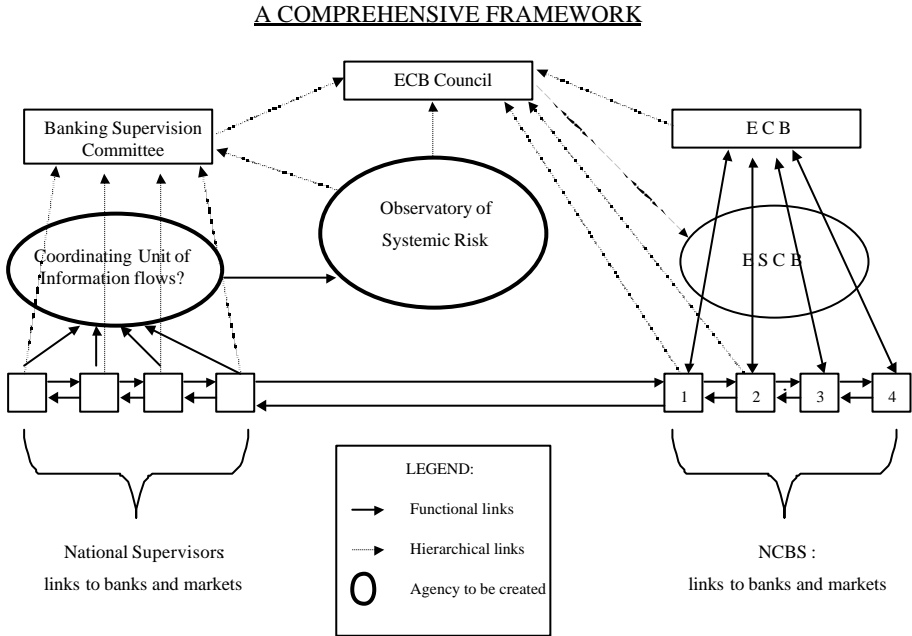 A COMPREHENSIVE FRAMEWORK
ECB Council
Banking Supervision
Committee
E C B
Observatory of
Systemic Risk
Coordinating Unit of
Information flows?
E S C B
1
2
:
3
4
LEGEND:
Functional links
Hierarchical links
Agency to be created
National Supervisors:
links to banks and markets
NCBS :
links to banks and markets